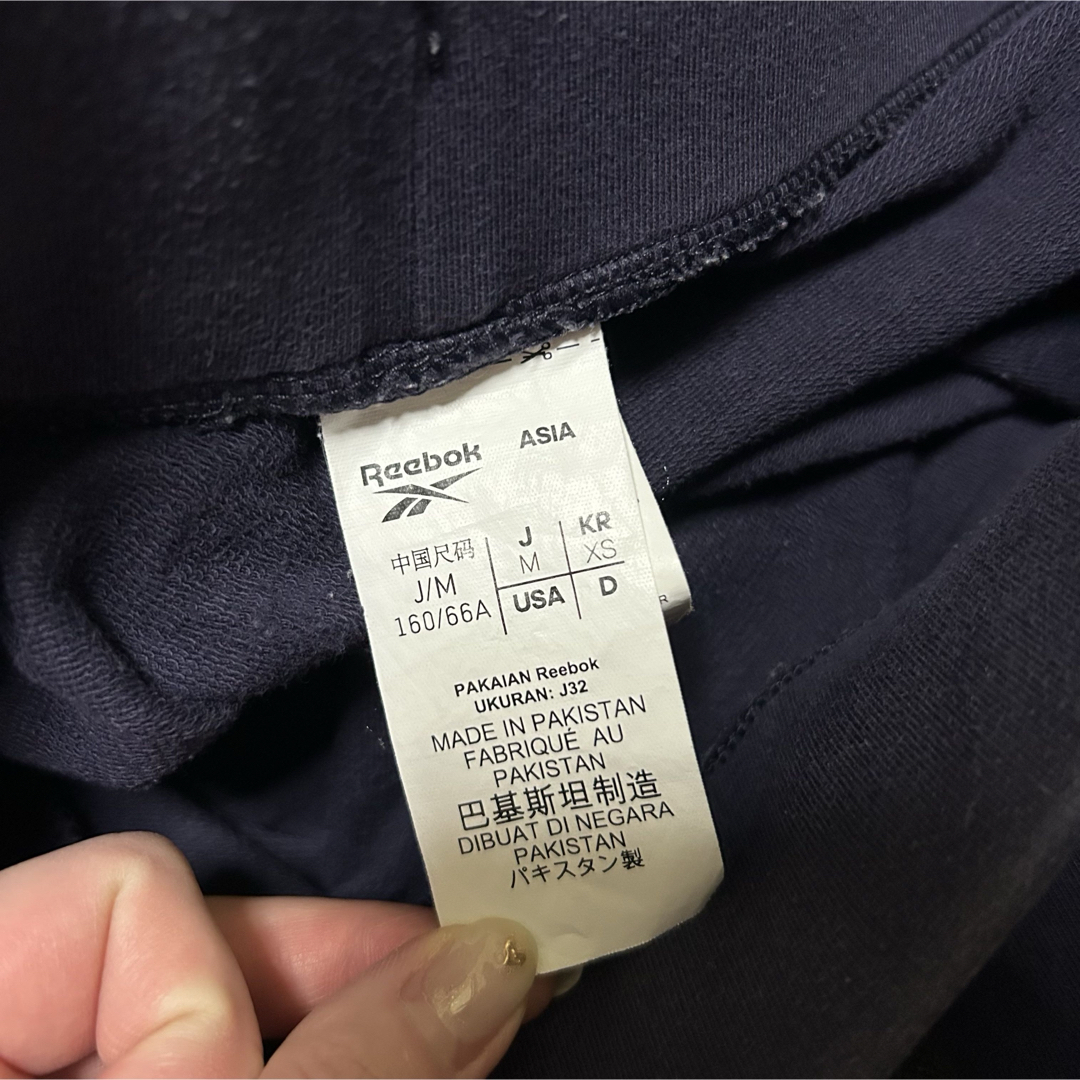 Reebok ASIA
中国尺码
J/M
160/66A
J
M
KR
XS
USA
D
R
PAKAIAN Reebok
UKURAN: J32
MADE IN PAKISTAN
FABRIQUÉ AU
PAKISTAN
巴基斯坦制造
DIBUAT DI NEGARA
PAKISTAN
パキスタン製